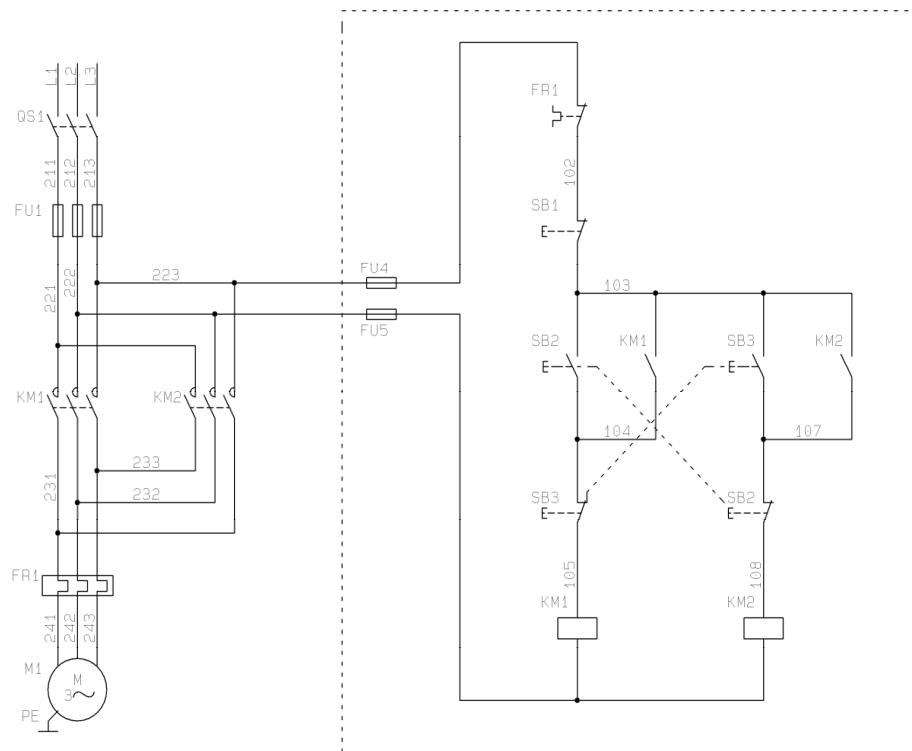 L1 L2 L3
QS1
211 212 213
FU1
221 222 223
KM1 KM2
233
231 232
FR1
241 242 243
M1
M
3
PE
FU4
FU5
FR1
102
SB1
103
SB2 KM1 SB3 KM2
104 107
SB3 SB2
105 108
KM1 KM2